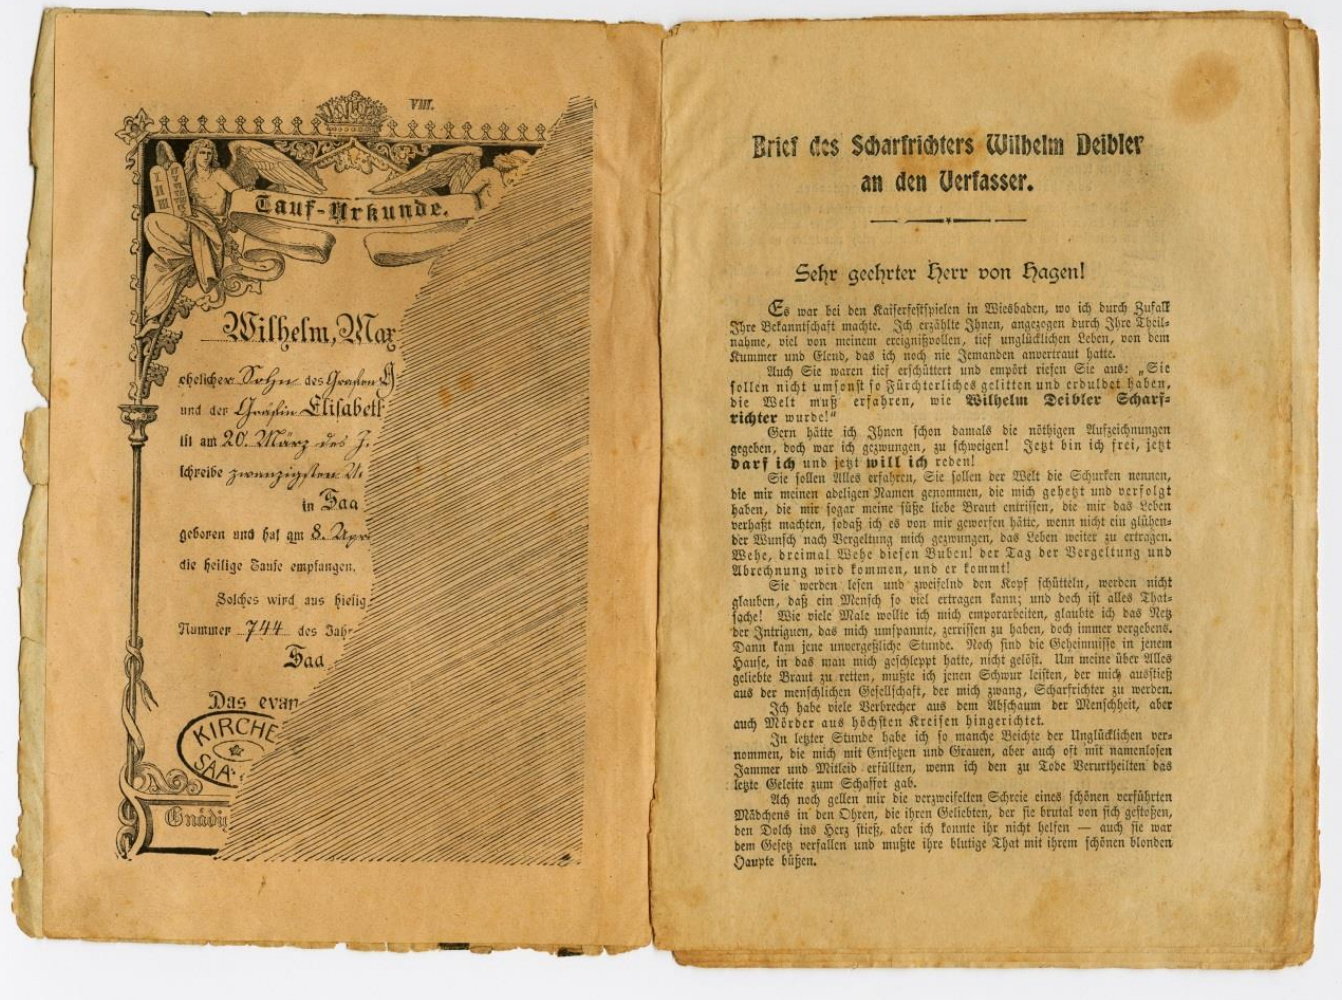 VIII.
Tauf-Urkunde.
Wilhelm, Max
ehelicher Sohn des Grafen
und der Gräfin Elisabeth
ist am 20. März des J.
schreibe zwanzigsten
in Saa
geboren und hat am 8. Apr
die heilige Taufe empfangen.
Solches wird aus hiesig
Nummer 744 des Jahr
Saa
Das evan
KIRCHE
SAA
Gnadig
Brief des Scharfrichters Wilhelm Deibler
an den Verfasser.
Sehr geehrter Herr von Hagen!
Es war bei den Kaiserfestspielen in Wiesbaden, wo ich durch Zufall
Ihre Bekanntschaft machte. Ich erzählte Ihnen, angezogen durch Ihre Theil-
nahme, viel von meinem ereignißvollen, tief unglücklichen Leben, von dem
Kummer und Elend, das ich noch nie Jemanden anvertraut hatte.
Auch Sie waren tief erschüttert und empört riefen Sie aus: „Sie
sollen nicht umsonst so Fürchterliches gelitten und erduldet haben,
die Welt muß erfahren, wie Wilhelm Deibler Scharf-
richter wurde!“
Gern hätte ich Ihnen schon damals die nöthigen Aufzeichnungen
gegeben, doch war ich gezwungen, zu schweigen! Jetzt bin ich frei, jetzt
darf ich und jetzt will ich reden!
Sie sollen Alles erfahren, Sie sollen der Welt die Schurken nennen,
die mir meinen adeligen Namen genommen, die mich gehetzt und verfolgt
haben, die mir sogar meine süße liebe Braut entrissen, die mir das Leben
verhaßt machten, sodaß ich es von mir geworfen hätte, wenn nicht ein glühen-
der Wunsch nach Vergeltung mich gezwungen, das Leben weiter zu ertragen.
Wehe, dreimal Wehe diesen Buben! der Tag der Vergeltung und
Abrechnung wird kommen, und er kommt!
Sie werden lesen und zweifelnd den Kopf schütteln, werden nicht
glauben, daß ein Mensch so viel ertragen kann; und doch ist alles That-
sache! Wie viele Male wollte ich mich emporarbeiten, glaubte ich das Netz
der Intriguen, das mich umspannte, zerrissen zu haben, doch immer vergebens.
Dann kam jene unvergeßliche Stunde. Noch sind die Geheimnisse in jenem
Hause, in das man mich geschleppt hatte, nicht gelöst. Um meine über Alles
geliebte Braut zu retten, mußte ich jenen Schwur leisten, der mich ausstieß
aus der menschlichen Gesellschaft, der mich zwang, Scharfrichter zu werden.
Ich habe viele Verbrecher aus dem Abschaum der Menschheit, aber
auch Mörder aus höchsten Kreisen hingerichtet.
In letzter Stunde habe ich so manche Beichte der Unglücklichen ver-
nommen, die mich mit Entsetzen und Grauen, aber auch oft mit namenlosen
Jammer und Mitleid erfüllten, wenn ich den zu Tode Verurtheilten das
letzte Geleite zum Schaffot gab.
Ach noch gellen mir die verzweifelten Schreie eines schönen verführten
Mädchens in den Ohren, die ihren Geliebten, der sie brutal von sich gestoßen,
den Dolch ins Herz stieß, aber ich konnte ihr nicht helfen — auch sie war
dem Gesetz verfallen und mußte ihre blutige That mit ihrem schönen blonden
Haupte büßen.